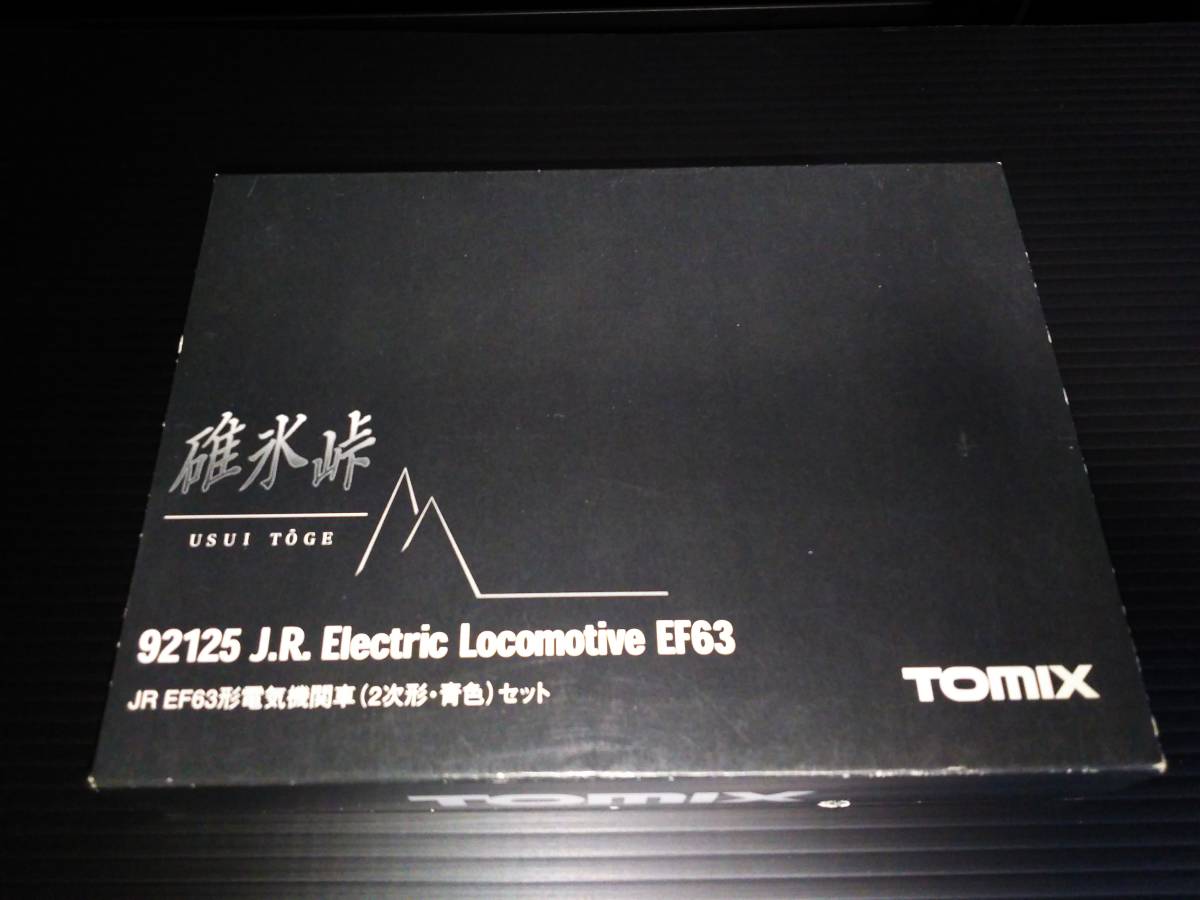 碓氷峠
USUI TŌGE
92125 J.R. Electric Locomotive EF63
JR EF63形電気機関車(2次形・青色)セット
TOMIX
TOMIX